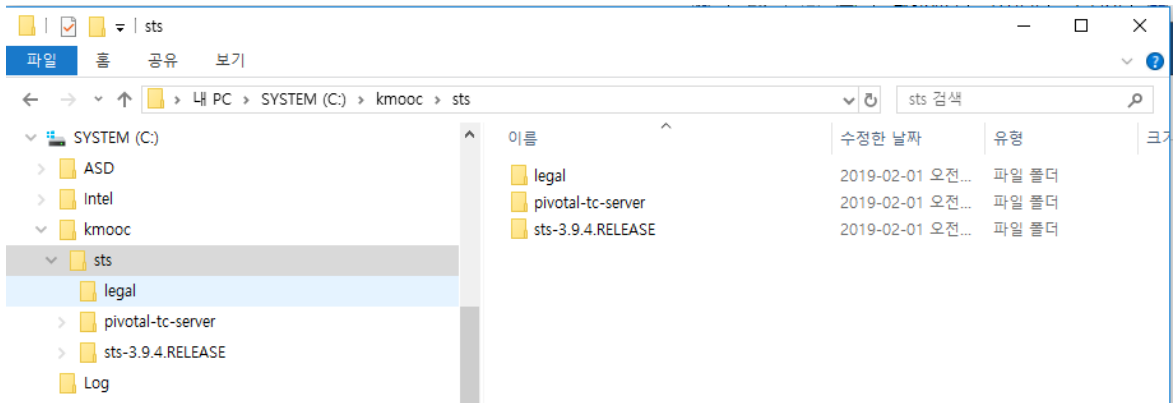 sts
파일 홈 공유 보기
내 PC > SYSTEM (C:) > kmooc > sts
sts 검색
SYSTEM (C:)
ASD
Intel
kmooc
sts
legal
pivotal-tc-server
sts-3.9.4.RELEASE
Log
이름 수정한 날짜 유형
legal 2019-02-01 오전... 파일 폴더
pivotal-tc-server 2019-02-01 오전... 파일 폴더
sts-3.9.4.RELEASE 2019-02-01 오전... 파일 폴더